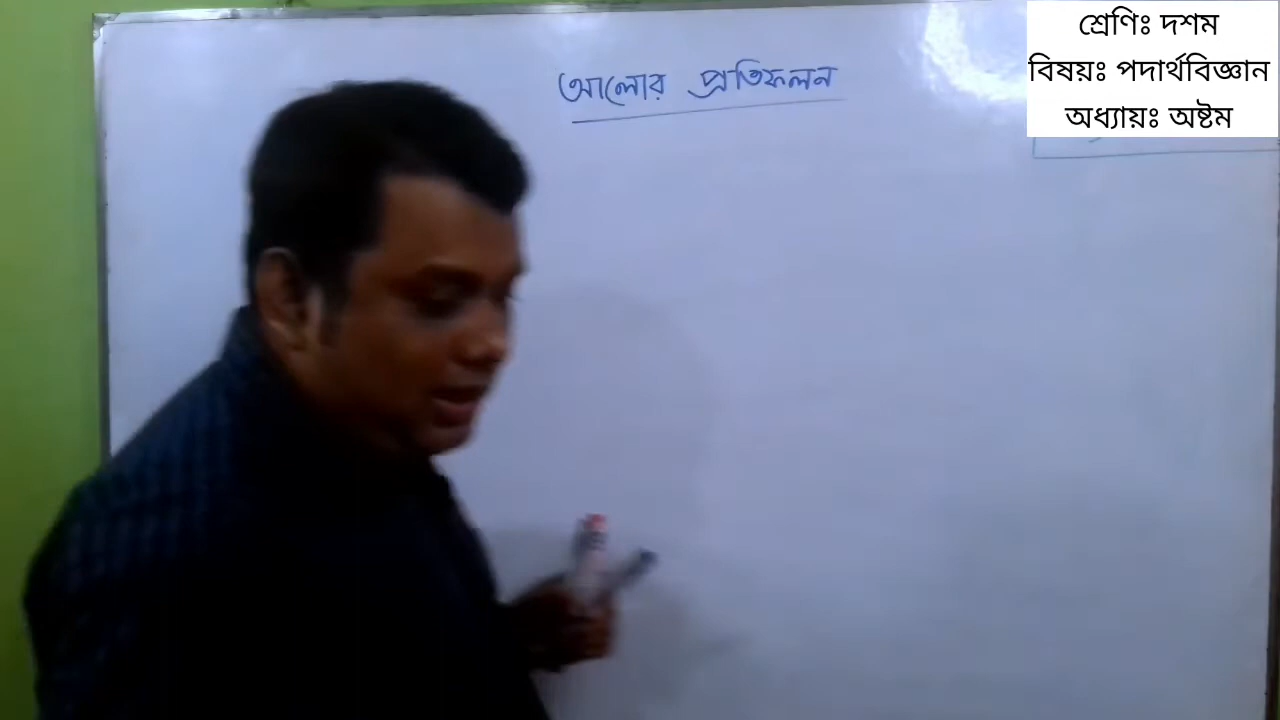 আলোর প্রতিফলন
শ্রেণিঃ দশম
বিষয়ঃ পদার্থবিজ্ঞান
অধ্যায়ঃ অষ্টম